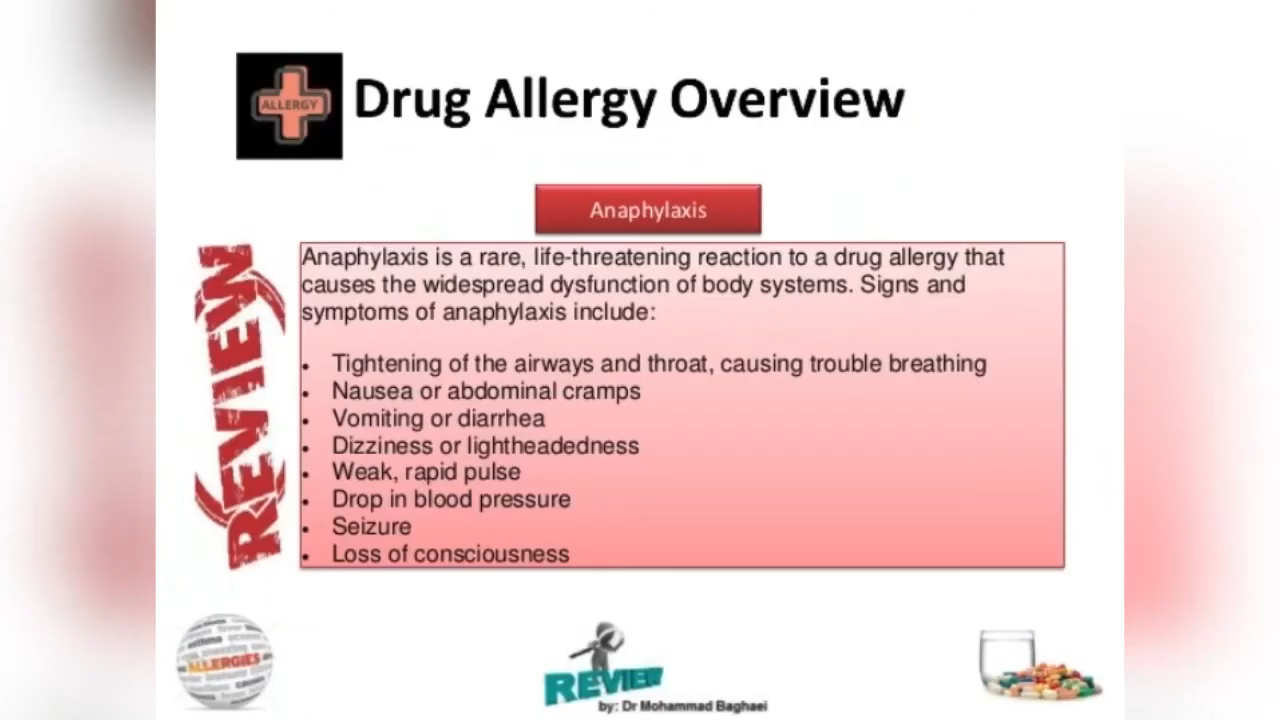 ALLERGY
Drug Allergy Overview
Anaphylaxis
REVIEW
Anaphylaxis is a rare, life-threatening reaction to a drug allergy that
causes the widespread dysfunction of body systems. Signs and
symptoms of anaphylaxis include:
• Tightening of the airways and throat, causing trouble breathing
• Nausea or abdominal cramps
• Vomiting or diarrhea
• Dizziness or lightheadedness
• Weak, rapid pulse
• Drop in blood pressure
• Seizure
• Loss of consciousness
ALLERGIES
REVIEW
by: Dr Mohammad Baghaei